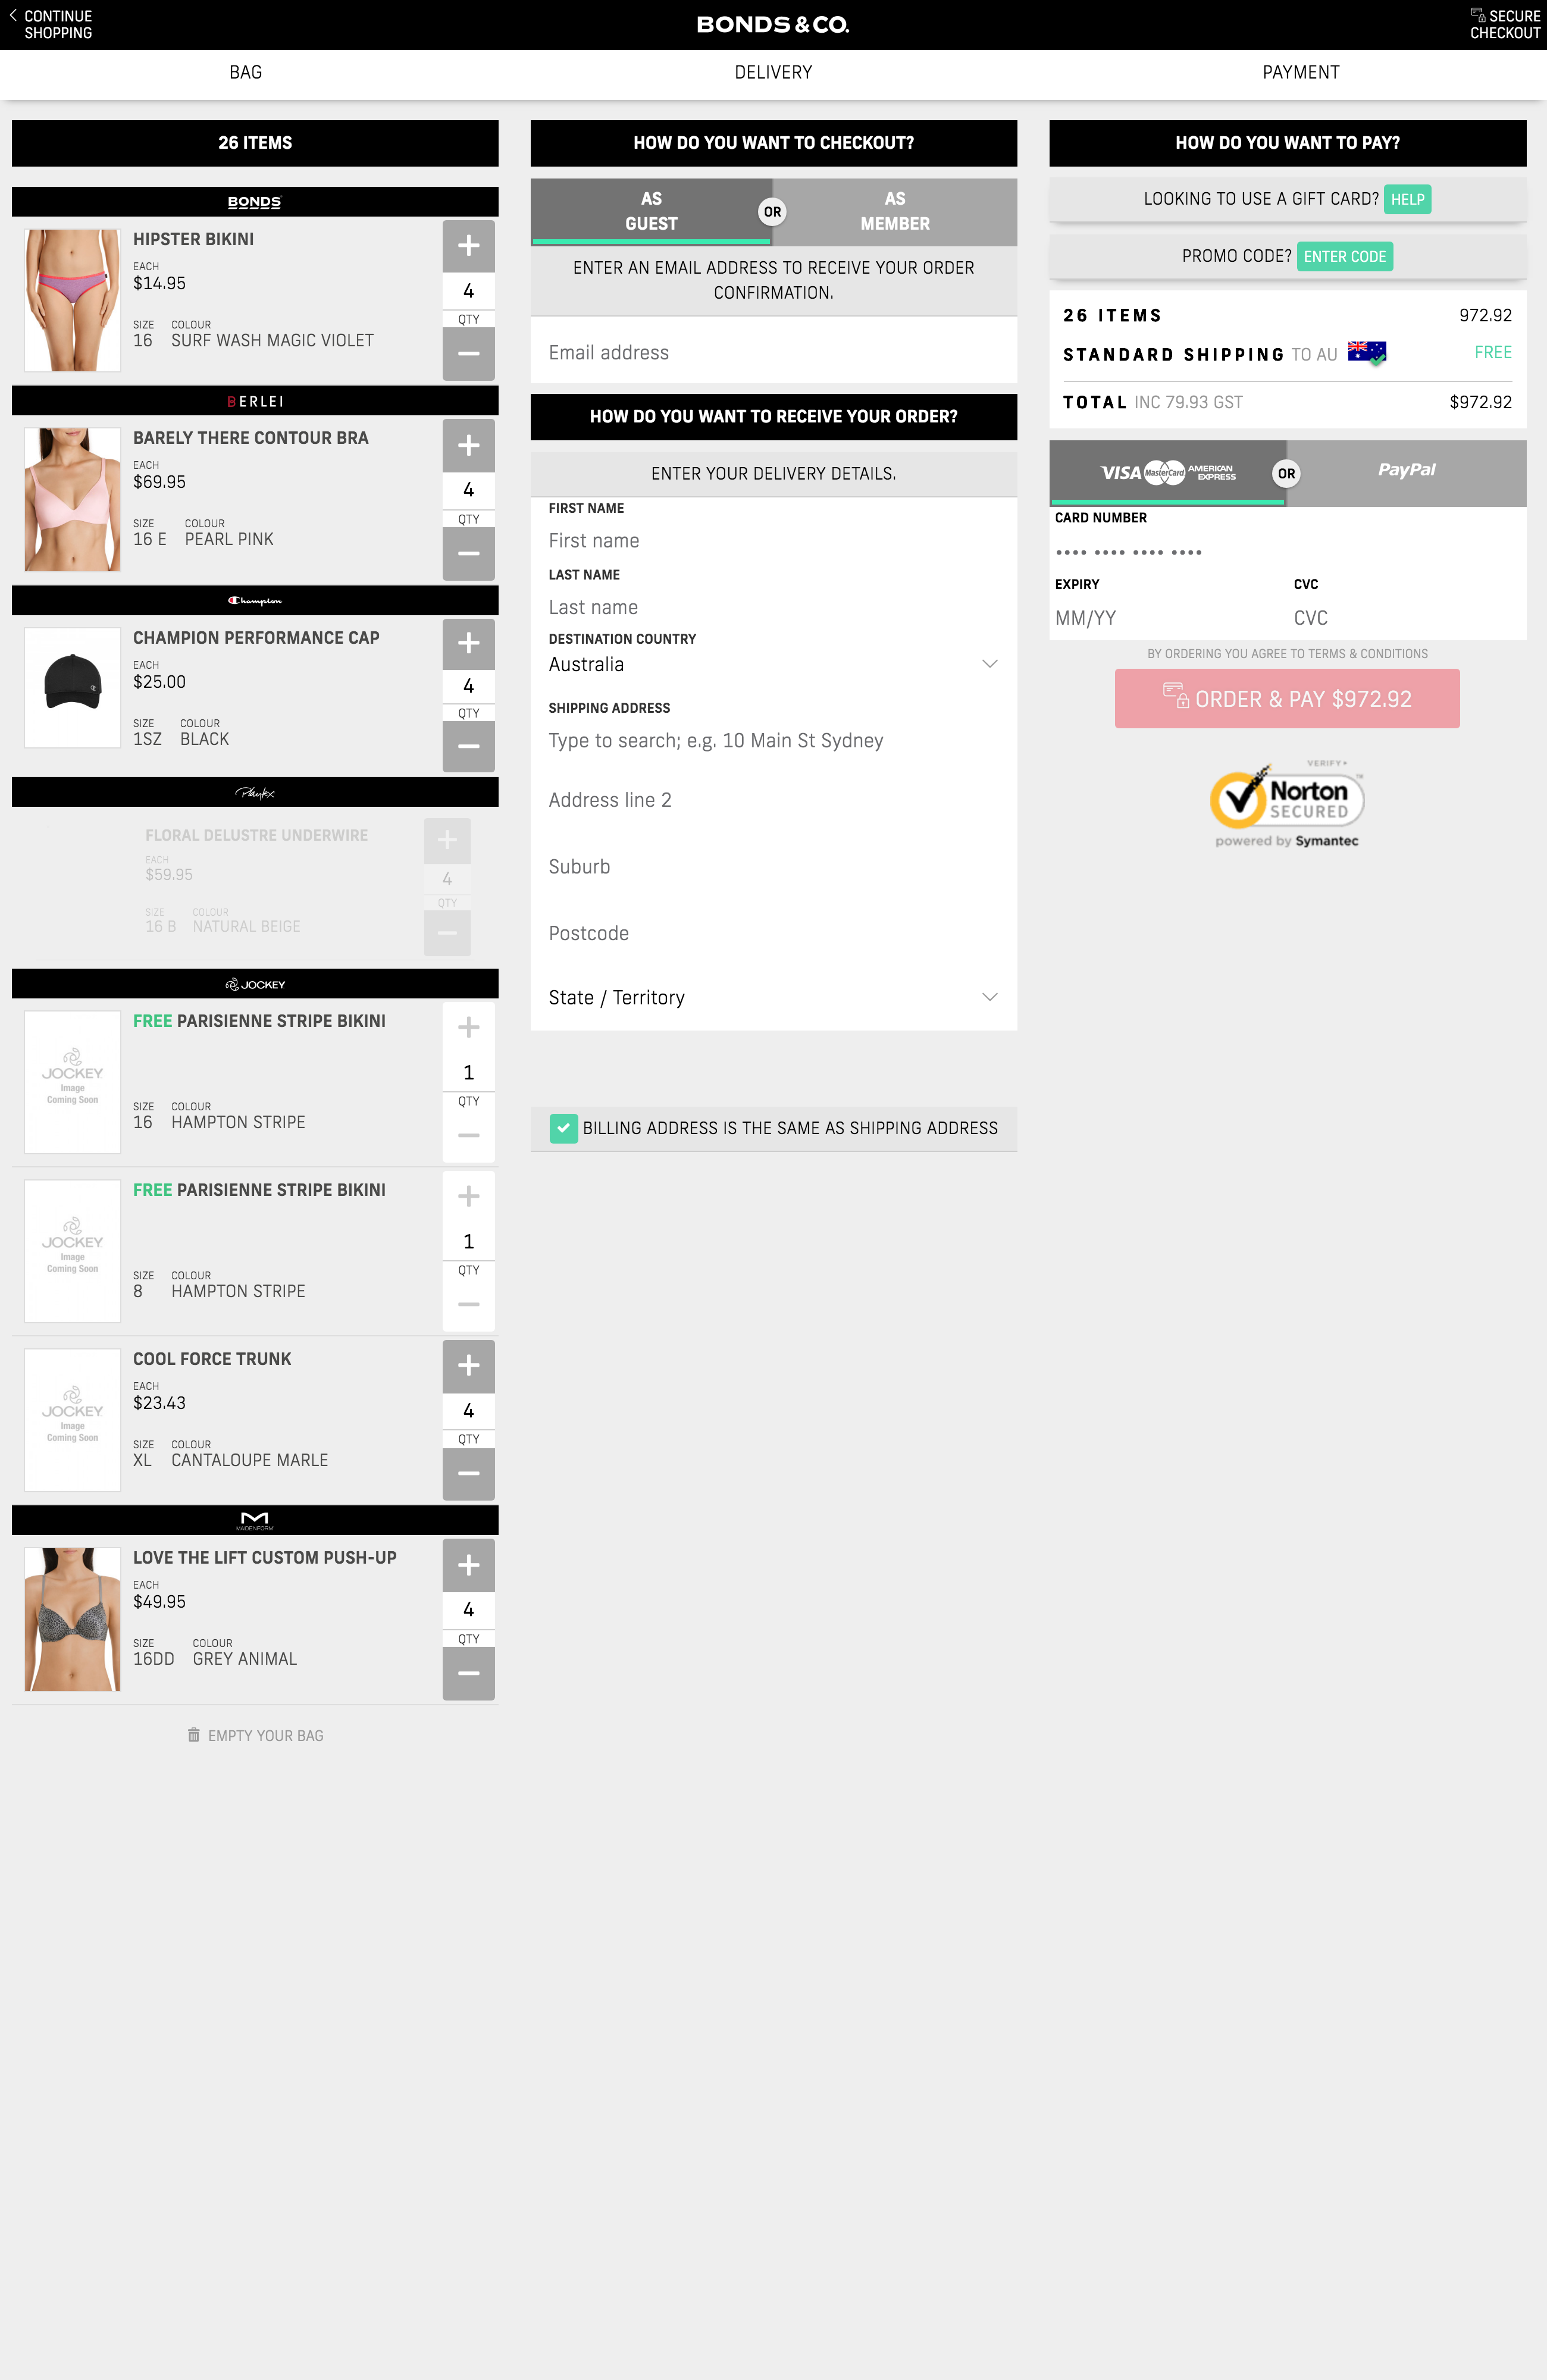 CONTINUE
SHOPPING
BONDS & CO.
SECURE
CHECKOUT
BAG
DELIVERY
PAYMENT
26 ITEMS
BONDS
HIPSTER BIKINI
EACH
$14.95
SIZE COLOUR
16 SURF WASH MAGIC VIOLET
4
QTY
BERLEI
BARELY THERE CONTOUR BRA
EACH
$69.95
SIZE COLOUR
16 E PEARL PINK
4
QTY
Champion
CHAMPION PERFORMANCE CAP
EACH
$25.00
SIZE COLOUR
1SZ BLACK
4
QTY
Playtex
FLORAL DELUSTRE UNDERWIRE
EACH
$59.95
SIZE COLOUR
16 B NATURAL BEIGE
4
QTY
JOCKEY
JOCKEY
Image
Coming Soon
FREE PARISIENNE STRIPE BIKINI
SIZE COLOUR
16 HAMPTON STRIPE
1
QTY
JOCKEY
Image
Coming Soon
FREE PARISIENNE STRIPE BIKINI
SIZE COLOUR
8 HAMPTON STRIPE
1
QTY
JOCKEY
Image
Coming Soon
COOL FORCE TRUNK
EACH
$23.43
SIZE COLOUR
XL CANTALOUPE MARLE
4
QTY
MAIDENFORM
LOVE THE LIFT CUSTOM PUSH-UP
EACH
$49.95
SIZE COLOUR
16DD GREY ANIMAL
4
QTY
EMPTY YOUR BAG
HOW DO YOU WANT TO CHECKOUT?
AS
GUEST
OR
AS
MEMBER
ENTER AN EMAIL ADDRESS TO RECEIVE YOUR ORDER
CONFIRMATION.
Email address
HOW DO YOU WANT TO RECEIVE YOUR ORDER?
ENTER YOUR DELIVERY DETAILS.
FIRST NAME
First name
LAST NAME
Last name
DESTINATION COUNTRY
Australia
SHIPPING ADDRESS
Type to search; e.g. 10 Main St Sydney
Address line 2
Suburb
Postcode
State / Territory
BILLING ADDRESS IS THE SAME AS SHIPPING ADDRESS
HOW DO YOU WANT TO PAY?
LOOKING TO USE A GIFT CARD? HELP
PROMO CODE? ENTER CODE
26 ITEMS 972.92
STANDARD SHIPPING TO AU FREE
TOTAL INC 79.93 GST $972.92
VISA MasterCard AMERICAN EXPRESS
OR
PayPal
CARD NUMBER
•••• •••• •••• ••••
EXPIRY CVC
MM/YY CVC
BY ORDERING YOU AGREE TO TERMS & CONDITIONS
ORDER & PAY $972.92
VERIFY
Norton
SECURED
TM
powered by Symantec